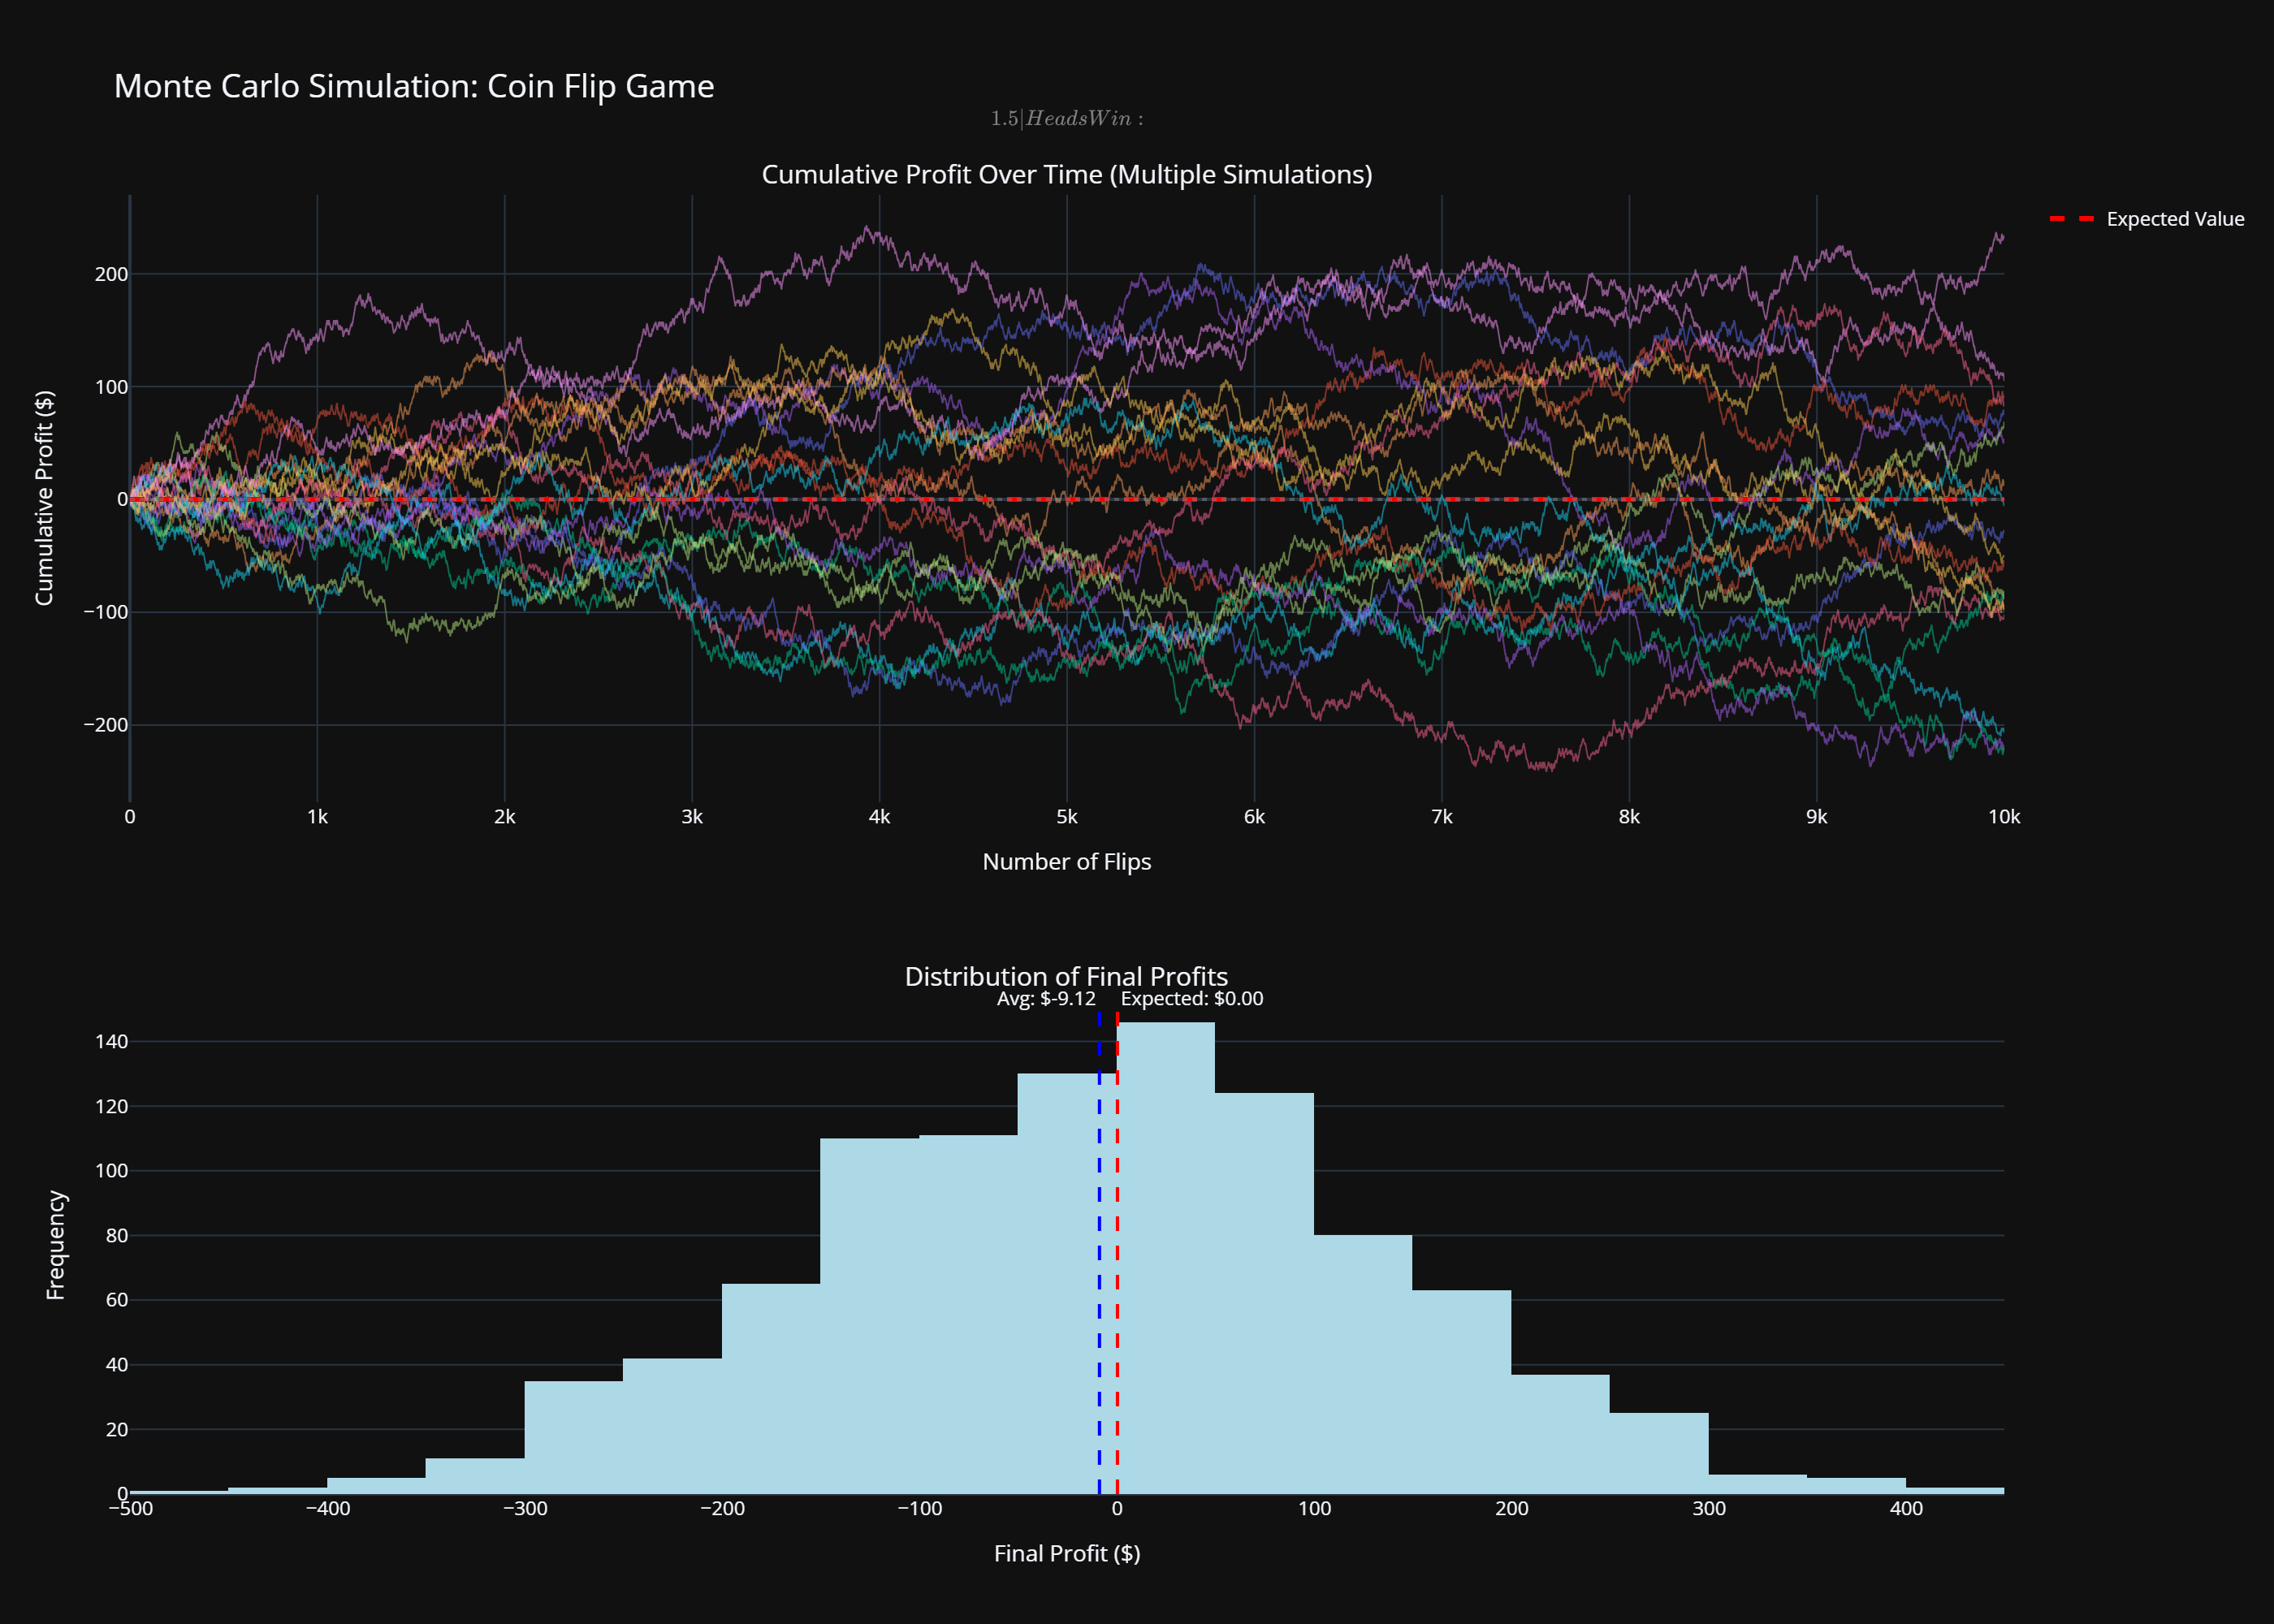 Monte Carlo Simulation: Coin Flip Game
1.5|HeadsWin:
Cumulative Profit Over Time (Multiple Simulations)
Expected Value
200
100
0
−100
−200
Cumulative Profit ($)
0 1k 2k 3k 4k 5k 6k 7k 8k 9k 10k
Number of Flips
Distribution of Final Profits
Avg: $-9.12 Expected: $0.00
140
120
100
80
60
40
20
0
Frequency
−500 −400 −300 −200 −100 0 100 200 300 400
Final Profit ($)